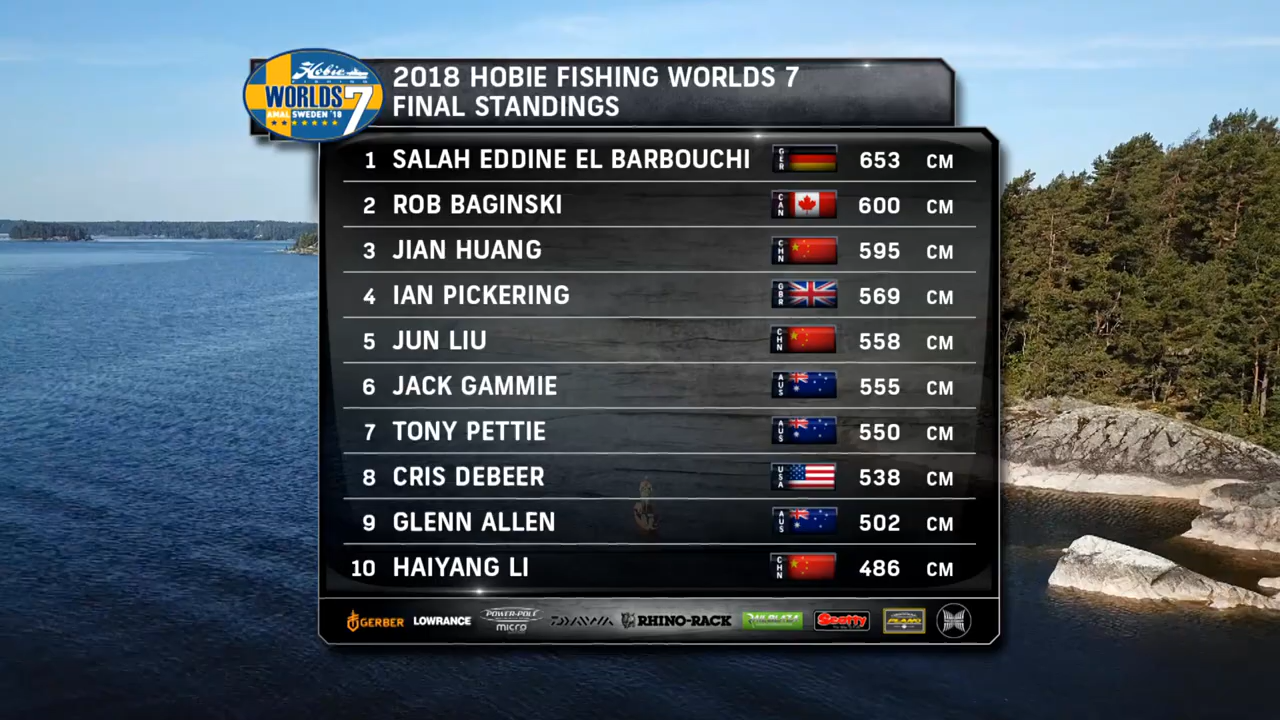 Hobie
FISHING
WORLDS 7
AMAL SWEDEN '18
2018 HOBIE FISHING WORLDS 7
FINAL STANDINGS
1 SALAH EDDINE EL BARBOUCHI GER 653 CM
2 ROB BAGINSKI CAN 600 CM
3 JIAN HUANG CHN 595 CM
4 IAN PICKERING GBR 569 CM
5 JUN LIU CHN 558 CM
6 JACK GAMMIE AUS 555 CM
7 TONY PETTIE AUS 550 CM
8 CRIS DEBEER USA 538 CM
9 GLENN ALLEN AUS 502 CM
10 HAIYANG LI CHN 486 CM
GERBER LOWRANCE POWER-POLE micro DAIWA RHINO-RACK Scotty PLANO